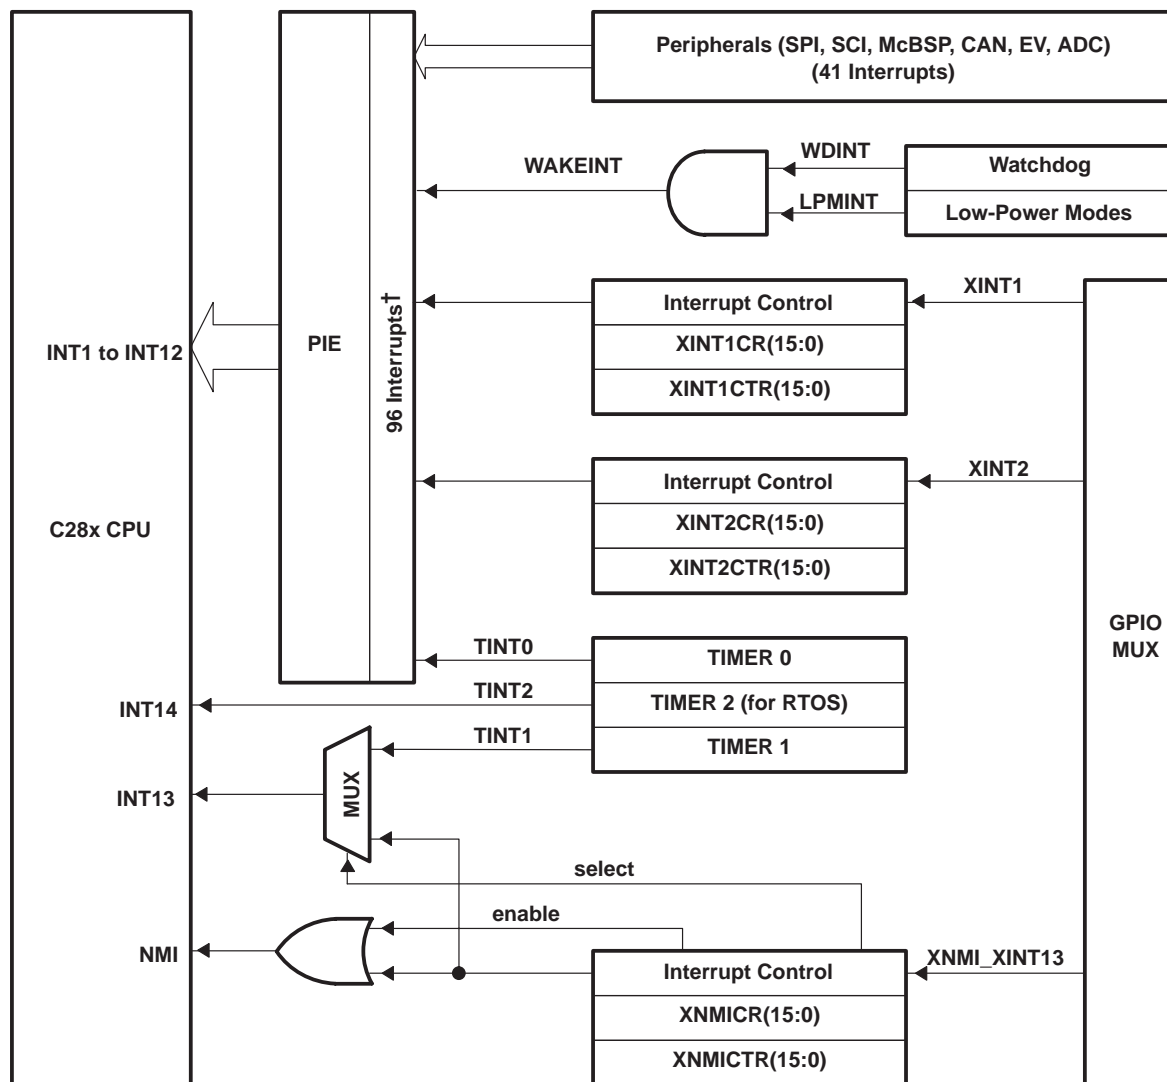 Peripherals (SPI, SCI, McBSP, CAN, EV, ADC)
(41 Interrupts)
WDINT
Watchdog
WAKEINT
LPMINT
Low-Power Modes
XINT1
Interrupt Control
XINT1CR(15:0)
XINT1CTR(15:0)
INT1 to INT12
PIE
96 Interrupts†
XINT2
Interrupt Control
XINT2CR(15:0)
XINT2CTR(15:0)
C28x CPU
GPIO
MUX
TINT0
TIMER 0
TINT2
TIMER 2 (for RTOS)
INT14
TINT1
TIMER 1
MUX
INT13
select
enable
NMI
XNMI_XINT13
Interrupt Control
XNMICR(15:0)
XNMICTR(15:0)